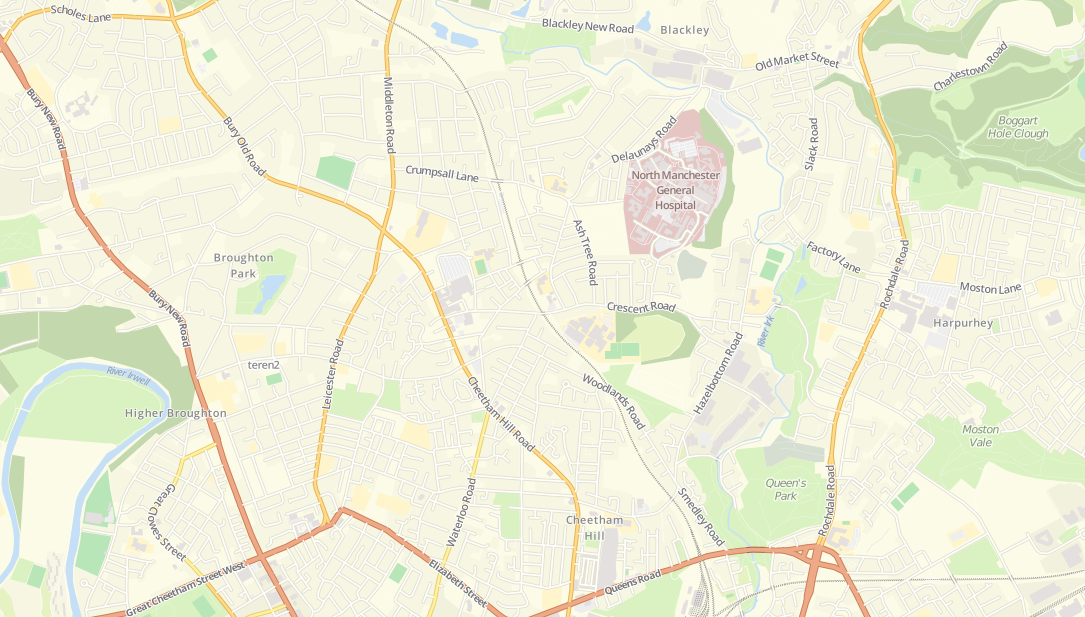 Scholes Lane
Blackley New Road
Blackley
Old Market Street
Charlestown Road
Bury New Road
Middleton Road
Bury Old Road
Delaunays Road
Slack Road
Boggart
Hole Clough
Crumpsall Lane
North Manchester
General
Hospital
Ash Tree Road
Factory Lane
Rochdale Road
Broughton
Park
Moston Lane
Bury New Road
Crescent Road
River Irk
Harpurhey
Leicester Road
teren2
Hazelbottom Road
River Irwell
Woodlands Road
Higher Broughton
Cheetham Hill Road
Moston
Vale
Great Clowes Street
Waterloo Road
Queen's
Park
Rochdale Road
Smedley Road
Cheetham
Hill
Great Cheetham Street West
Elizabeth Street
Queens Road